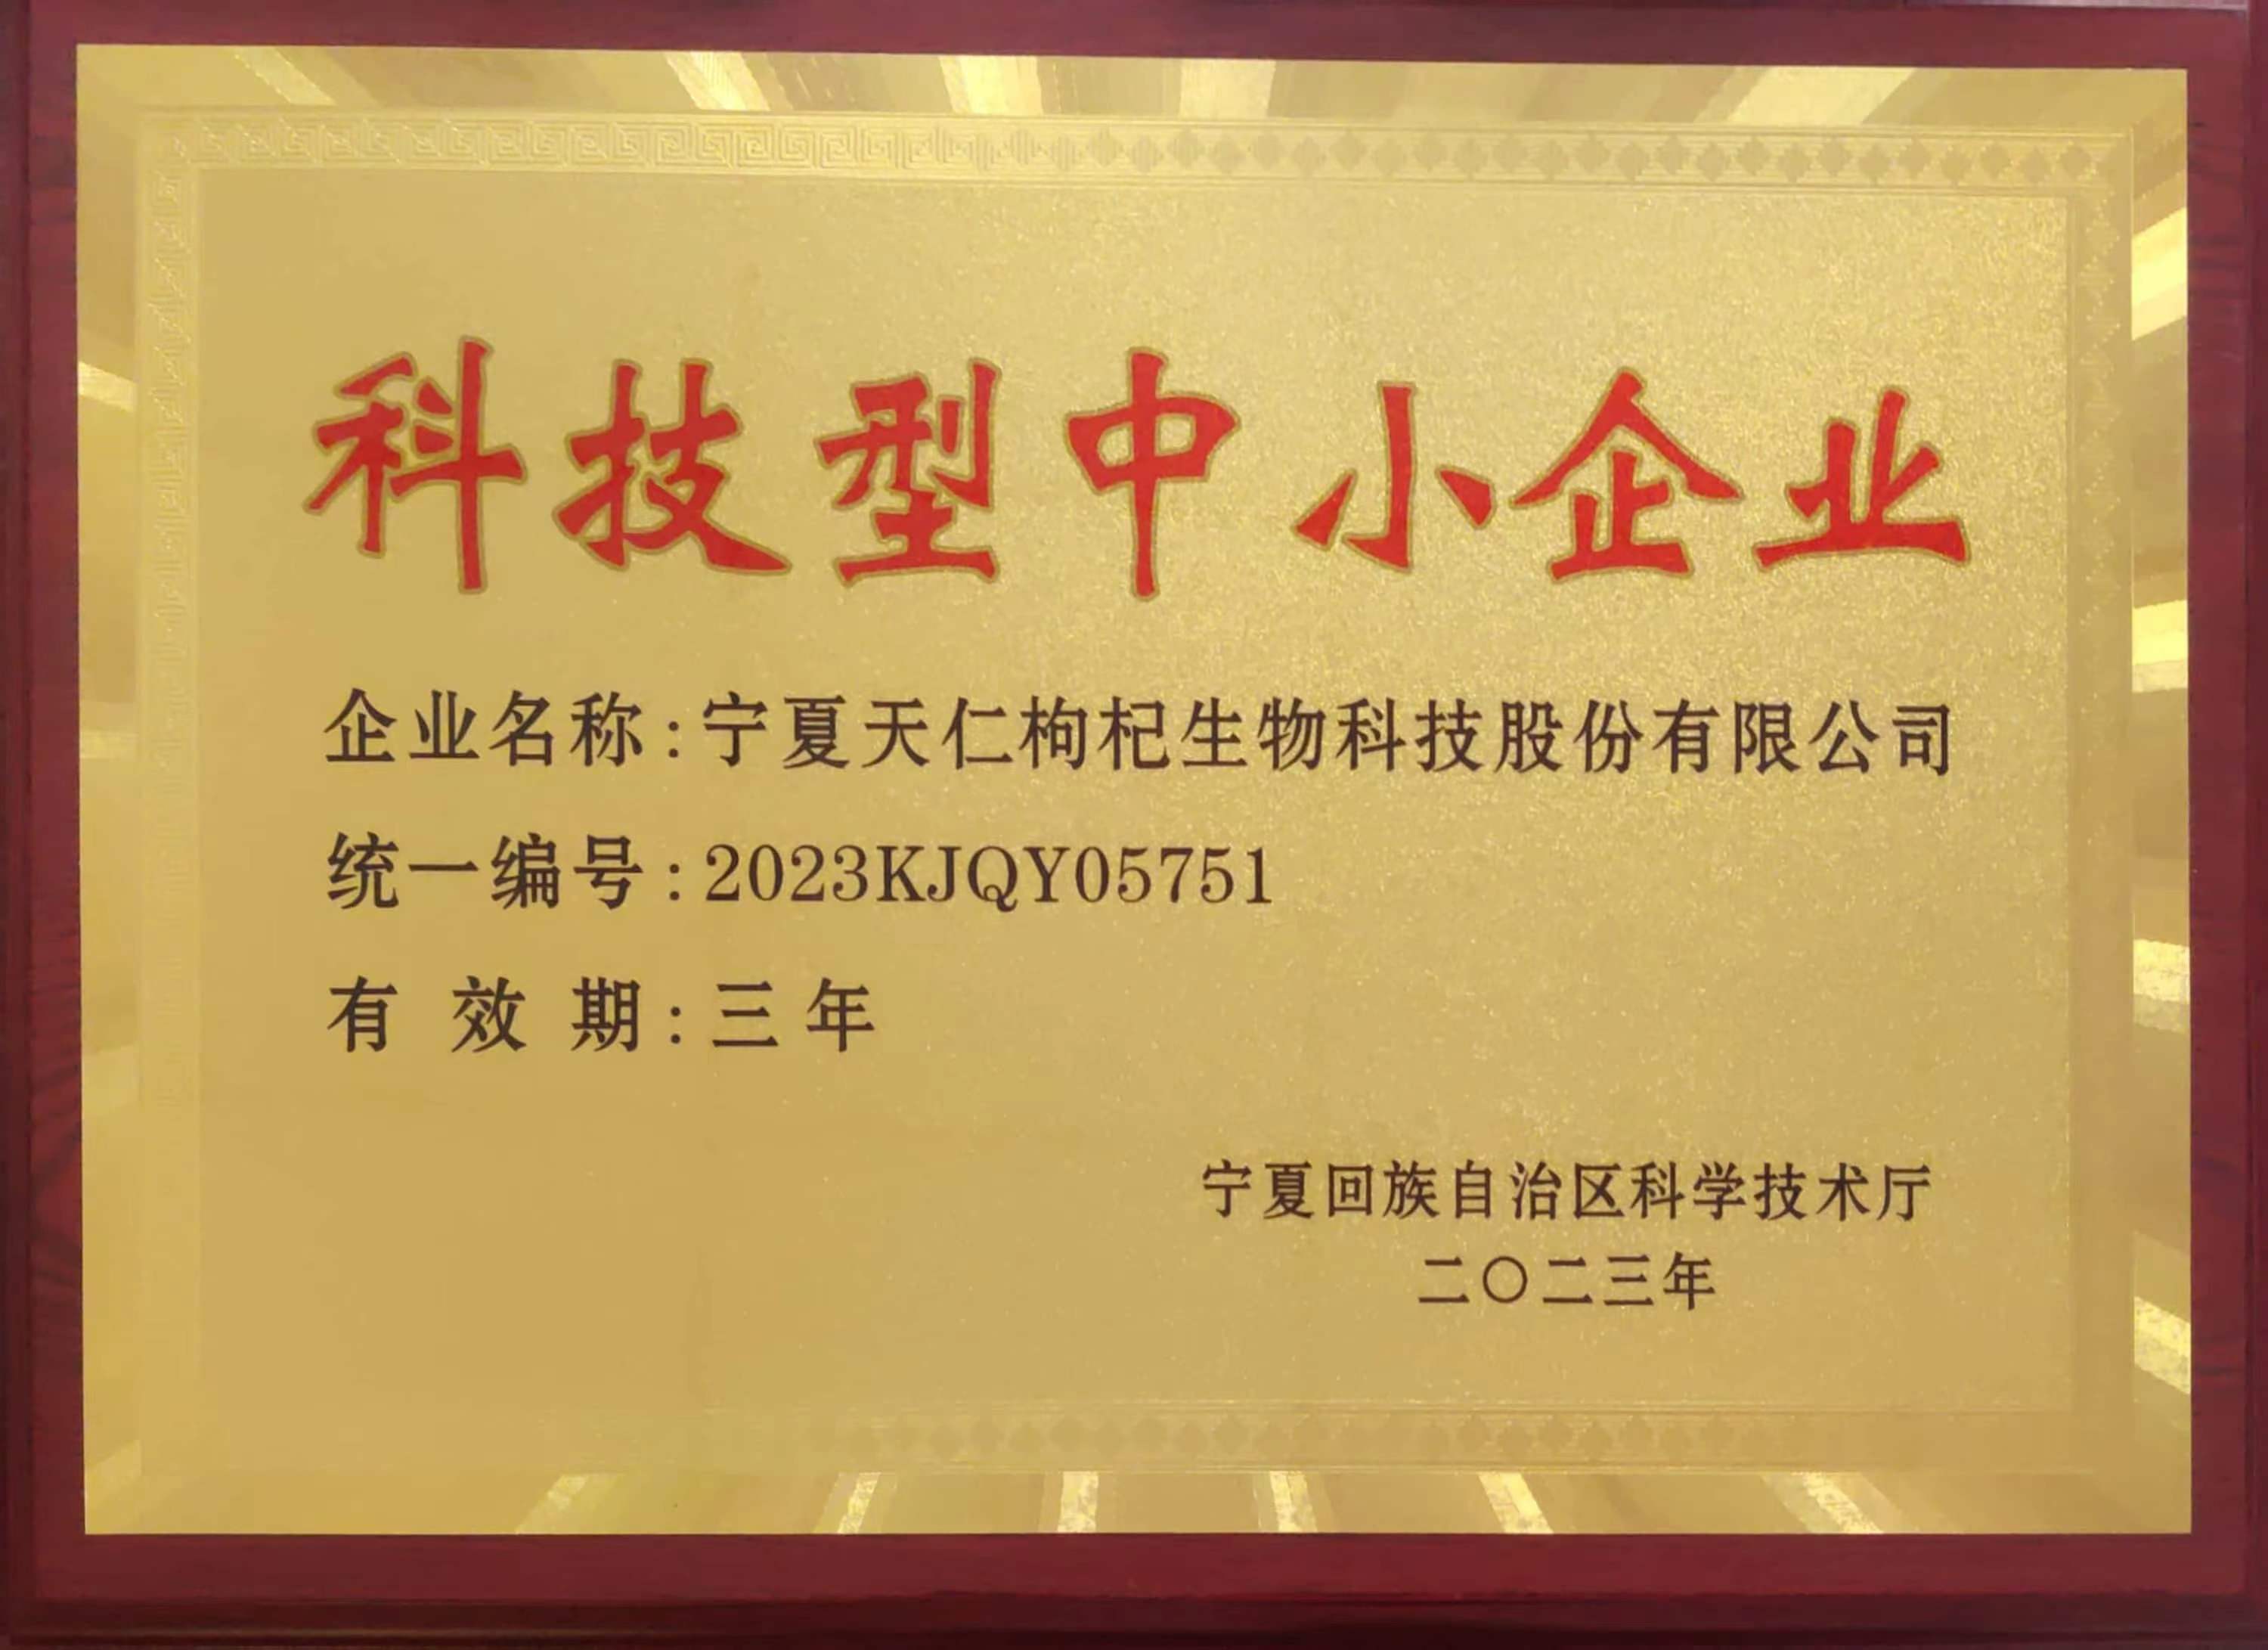 科技型中小企业
企业名称:宁夏天仁枸杞生物科技股份有限公司
统一编号:2023KJQY05751
有效期:三年
宁夏回族自治区科学技术厅
二〇二三年